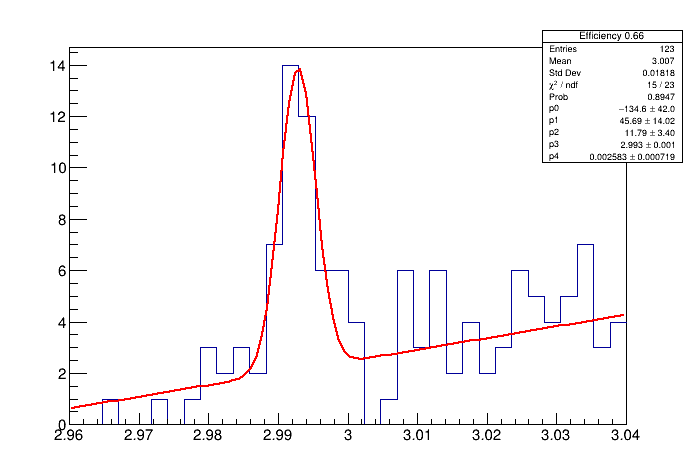 Efficiency 0.66
Entries 123
Mean 3.007
Std Dev 0.01818
χ² / ndf 15 / 23
Prob 0.8947
p0 −134.6 ± 42.0
p1 45.69 ± 14.02
p2 11.79 ± 3.40
p3 2.993 ± 0.001
p4 0.002583 ± 0.000719
14
12
10
8
6
4
2
0
2.96 2.97 2.98 2.99 3 3.01 3.02 3.03 3.04